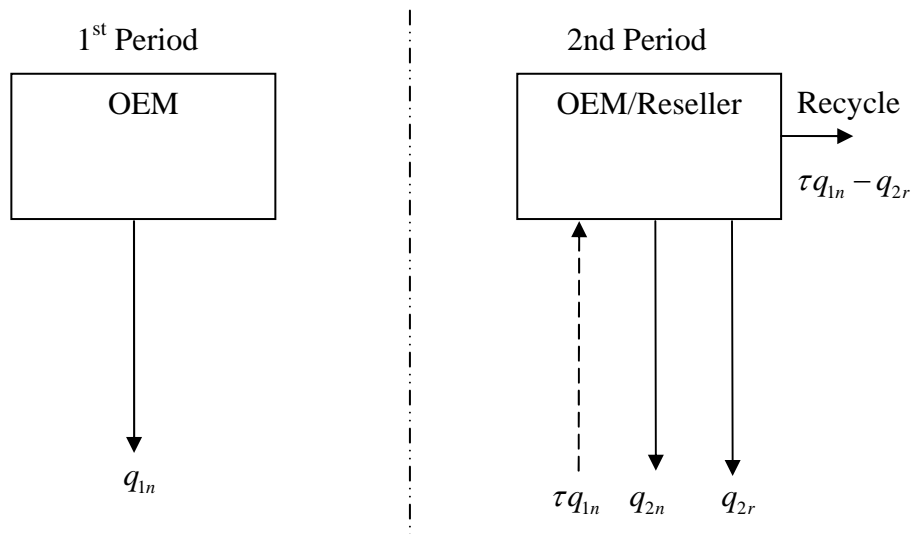 1st Period
OEM
q1n
2nd Period
OEM/Reseller
Recycle
τq1n − q2r
τq1n q2n q2r